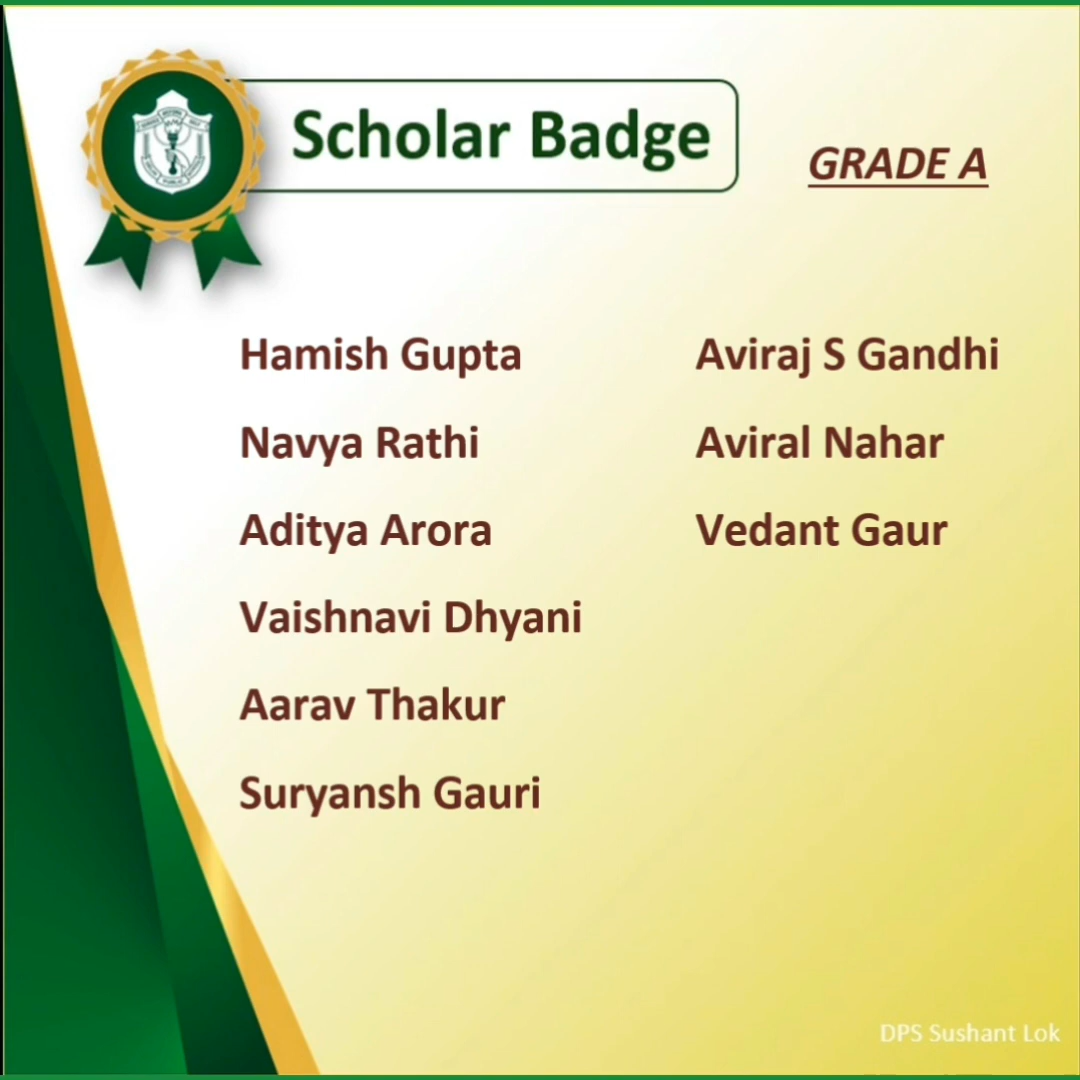 Scholar Badge
GRADE A
Hamish Gupta
Navya Rathi
Aditya Arora
Vaishnavi Dhyani
Aarav Thakur
Suryansh Gauri
Aviraj S Gandhi
Aviral Nahar
Vedant Gaur
DPS Sushant Lok